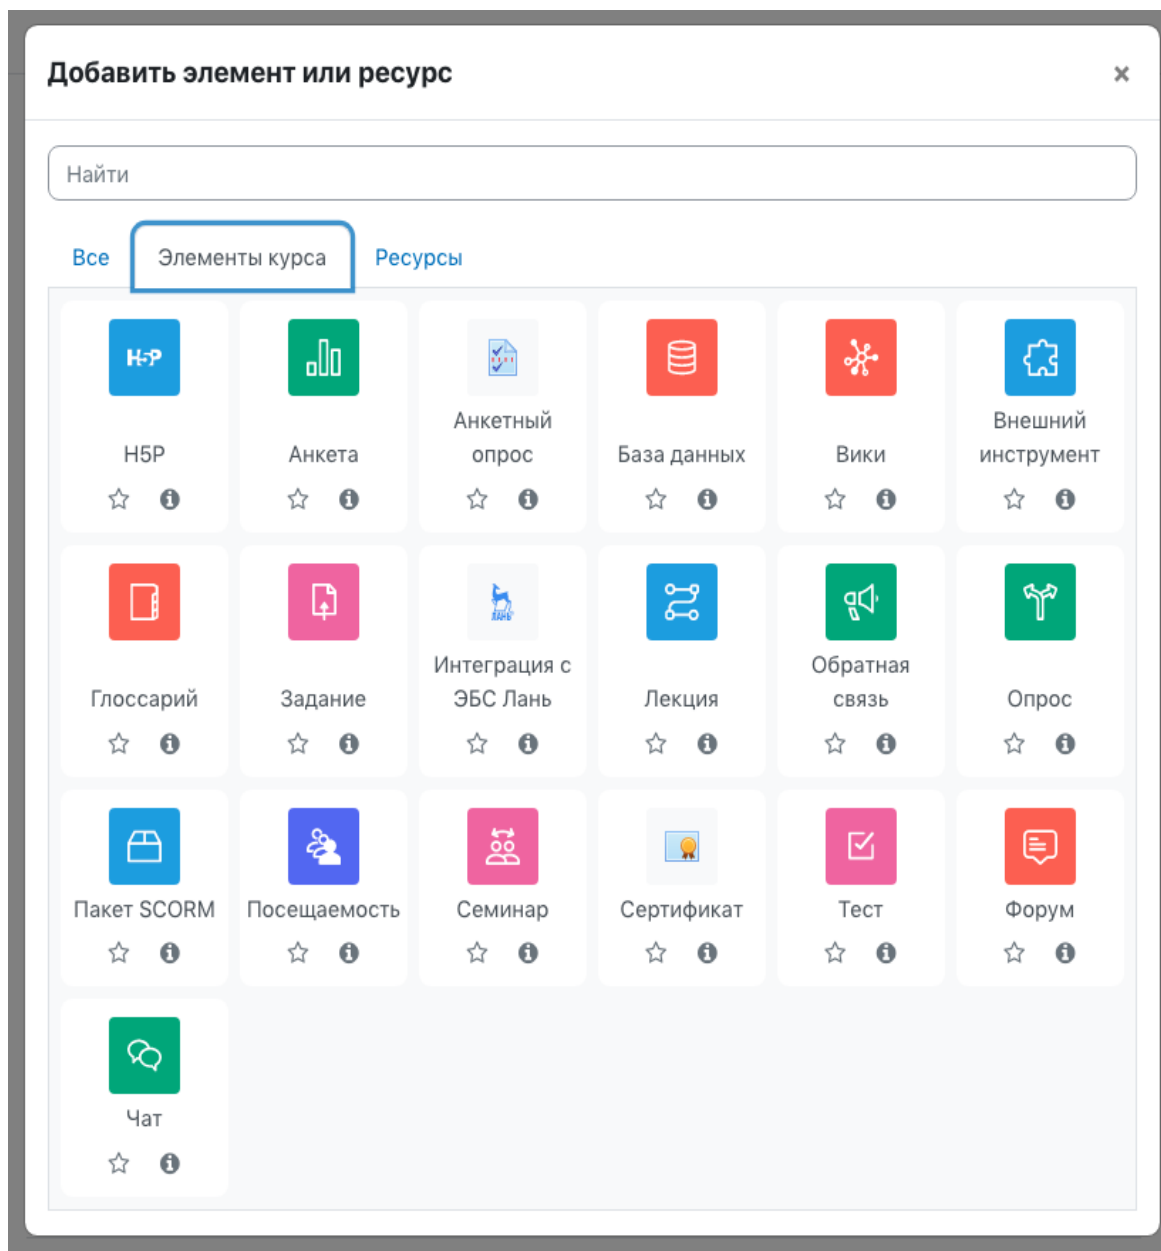 Добавить элемент или ресурс
×
Найти
Все Элементы курса Ресурсы
H5P
Анкета
Анкетный
опрос
База данных
Вики
Внешний
инструмент
Глоссарий
Задание
ЛАНЬ
Интеграция с
ЭБС Лань
Лекция
Обратная
связь
Опрос
Пакет SCORM
Посещаемость
Семинар
Сертификат
Тест
Форум
Чат